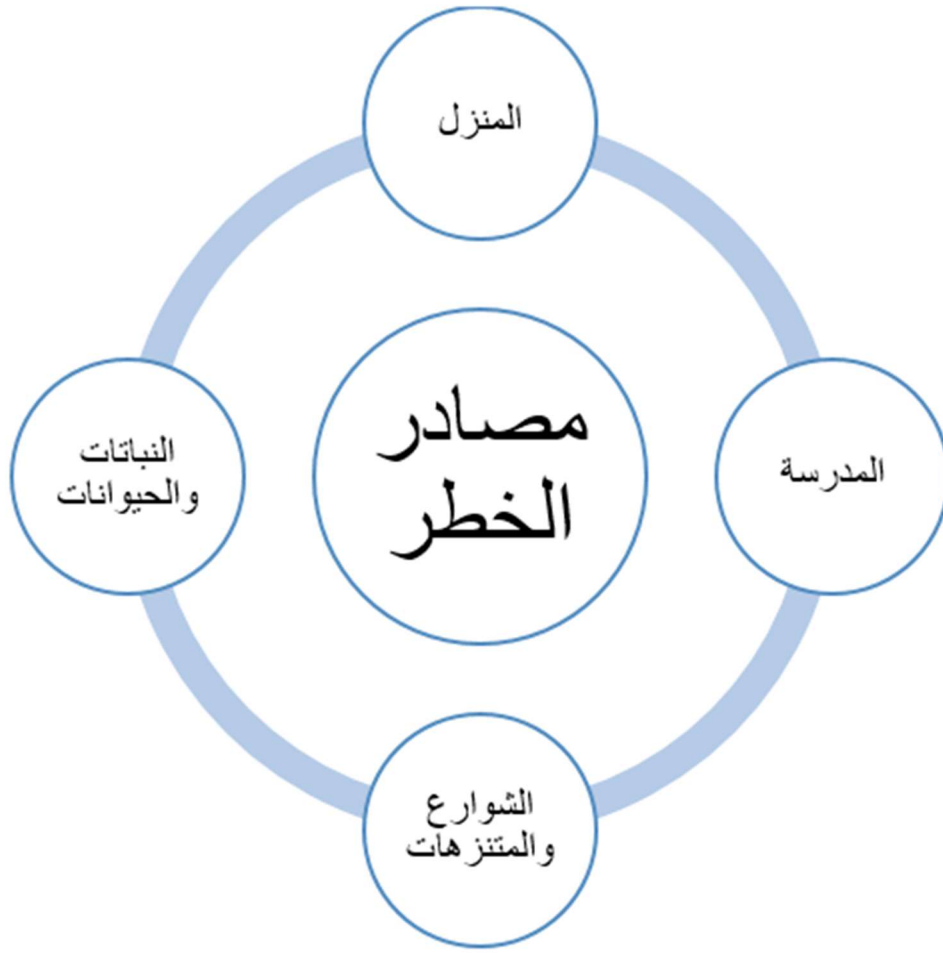 المنزل
مصادر
الخطر
المدرسة
الشوارع
والمتنزهات
النباتات
والحيوانات